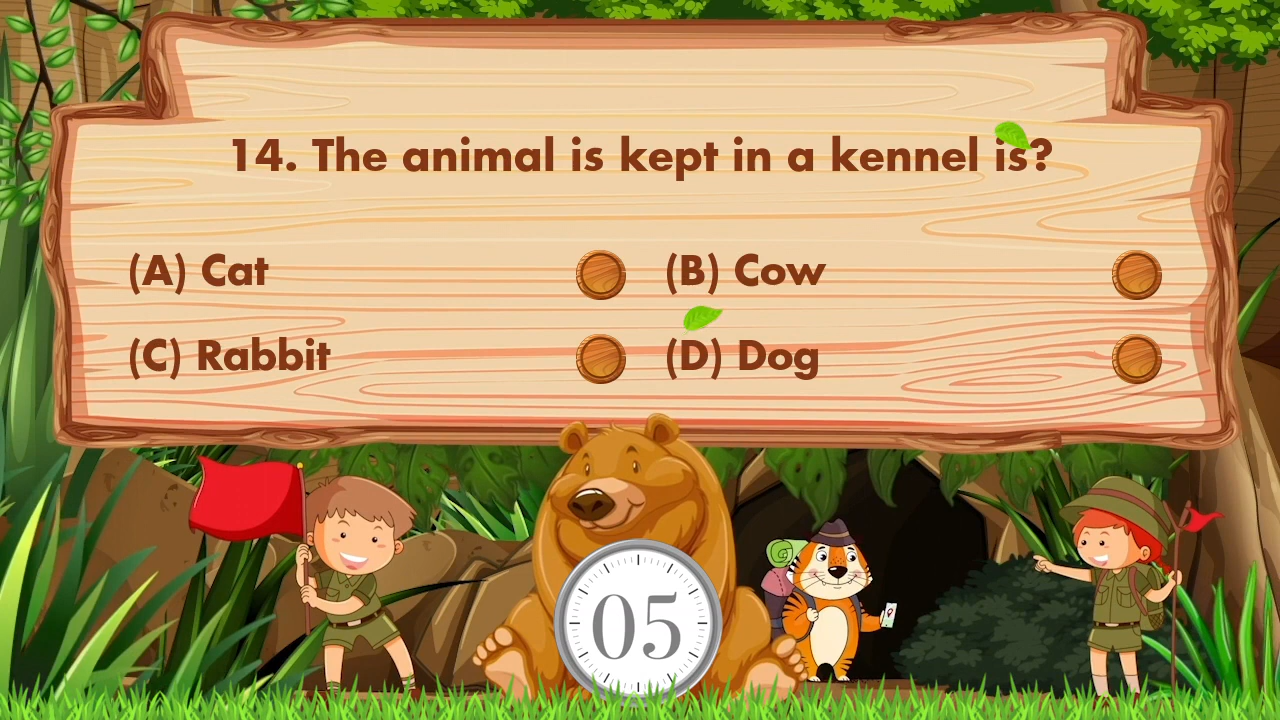 14. The animal is kept in a kennel is?
(A) Cat (B) Cow
(C) Rabbit (D) Dog
05